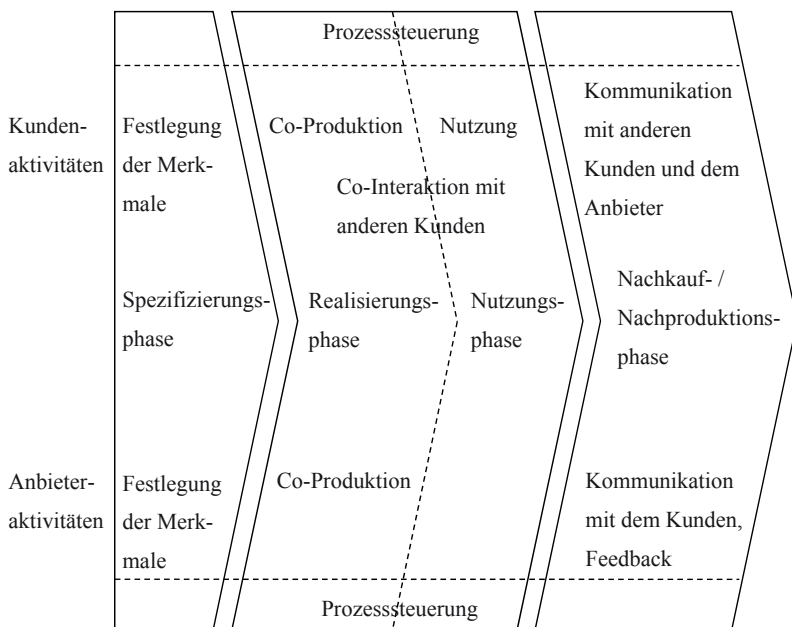 Prozesssteuerung
Kunden-
aktivitäten
Festlegung
der Merk-
male
Co-Produktion
Nutzung
Co-Interaktion mit
anderen Kunden
Kommunikation
mit anderen
Kunden und dem
Anbieter
Spezifizierungs-
phase
Realisierungs-
phase
Nutzungs-
phase
Nachkauf- /
Nachproduktions-
phase
Anbieter-
aktivitäten
Festlegung
der Merk-
male
Co-Produktion
Kommunikation
mit dem Kunden,
Feedback
Prozesssteuerung